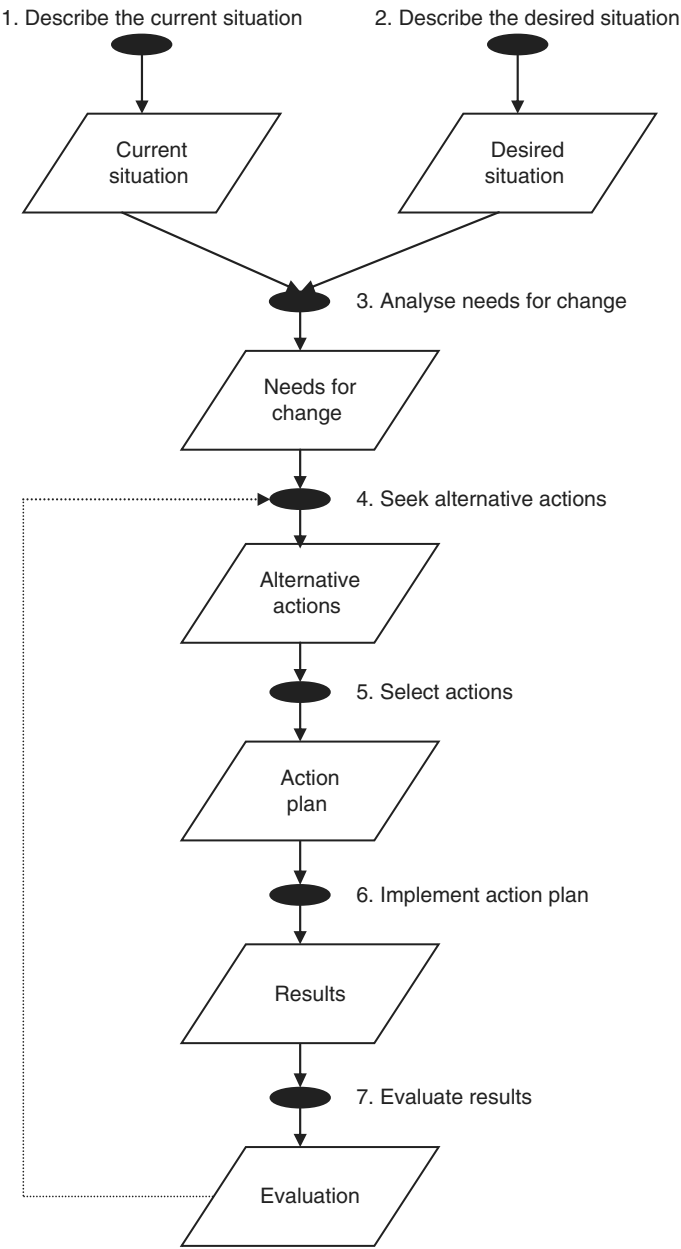 1. Describe the current situation
2. Describe the desired situation
Current
situation
Desired
situation
3. Analyse needs for change
Needs for
change
4. Seek alternative actions
Alternative
actions
5. Select actions
Action
plan
6. Implement action plan
Results
7. Evaluate results
Evaluation